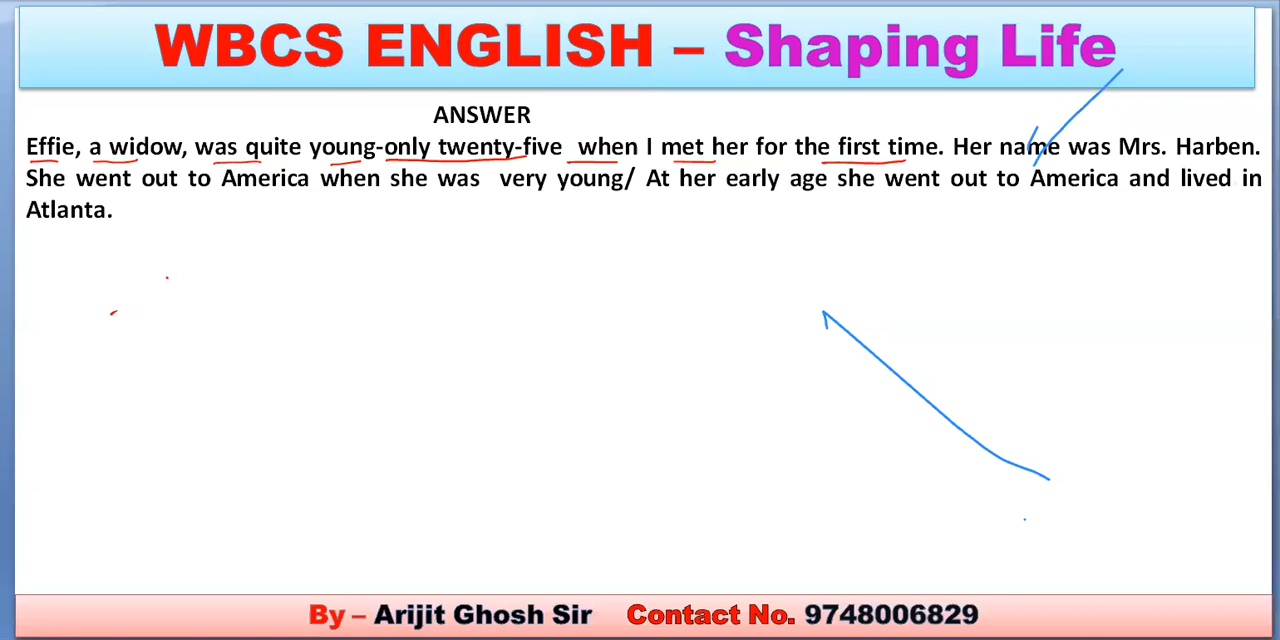 WBCS ENGLISH – Shaping Life
ANSWER
Effie, a widow, was quite young-only twenty-five when I met her for the first time. Her name was Mrs. Harben.
She went out to America when she was very young/ At her early age she went out to America and lived in
Atlanta.
By – Arijit Ghosh Sir Contact No. 9748006829